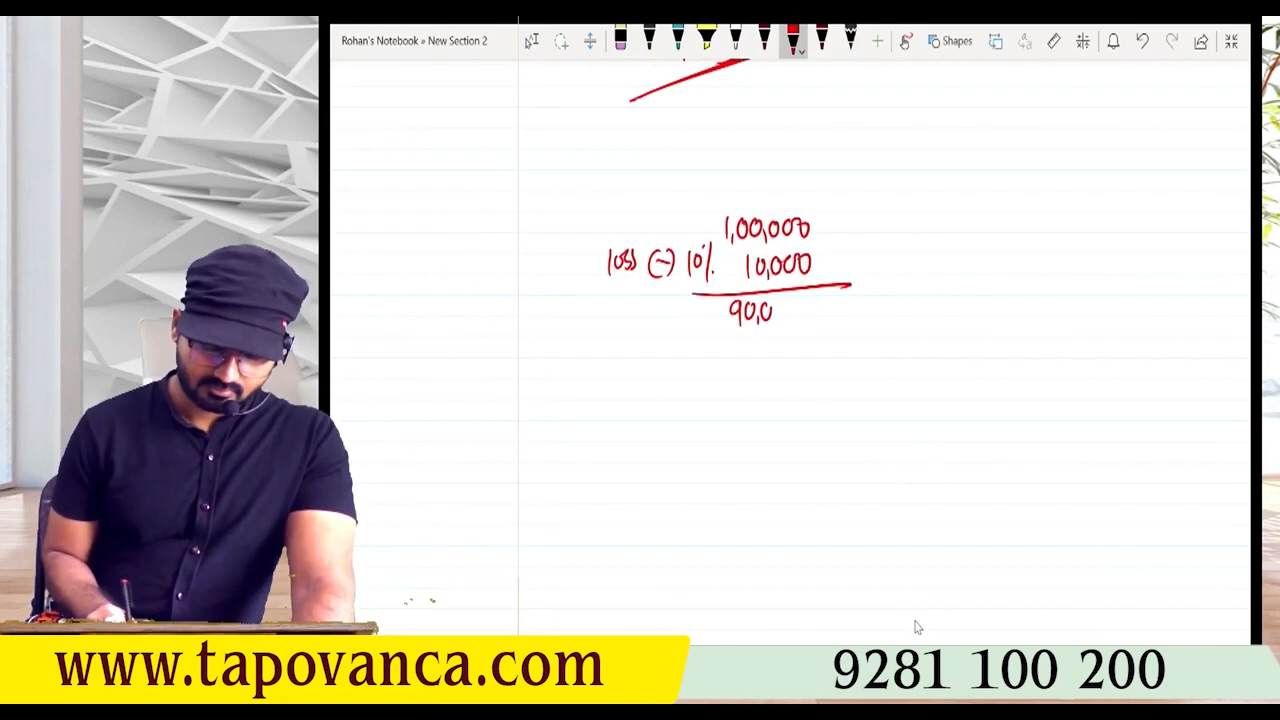 Rohan's Notebook » New Section 2
Shapes
1,00,000
loss (-) 10% 10,000
90,0
www.tapovanca.com
9281 100 200